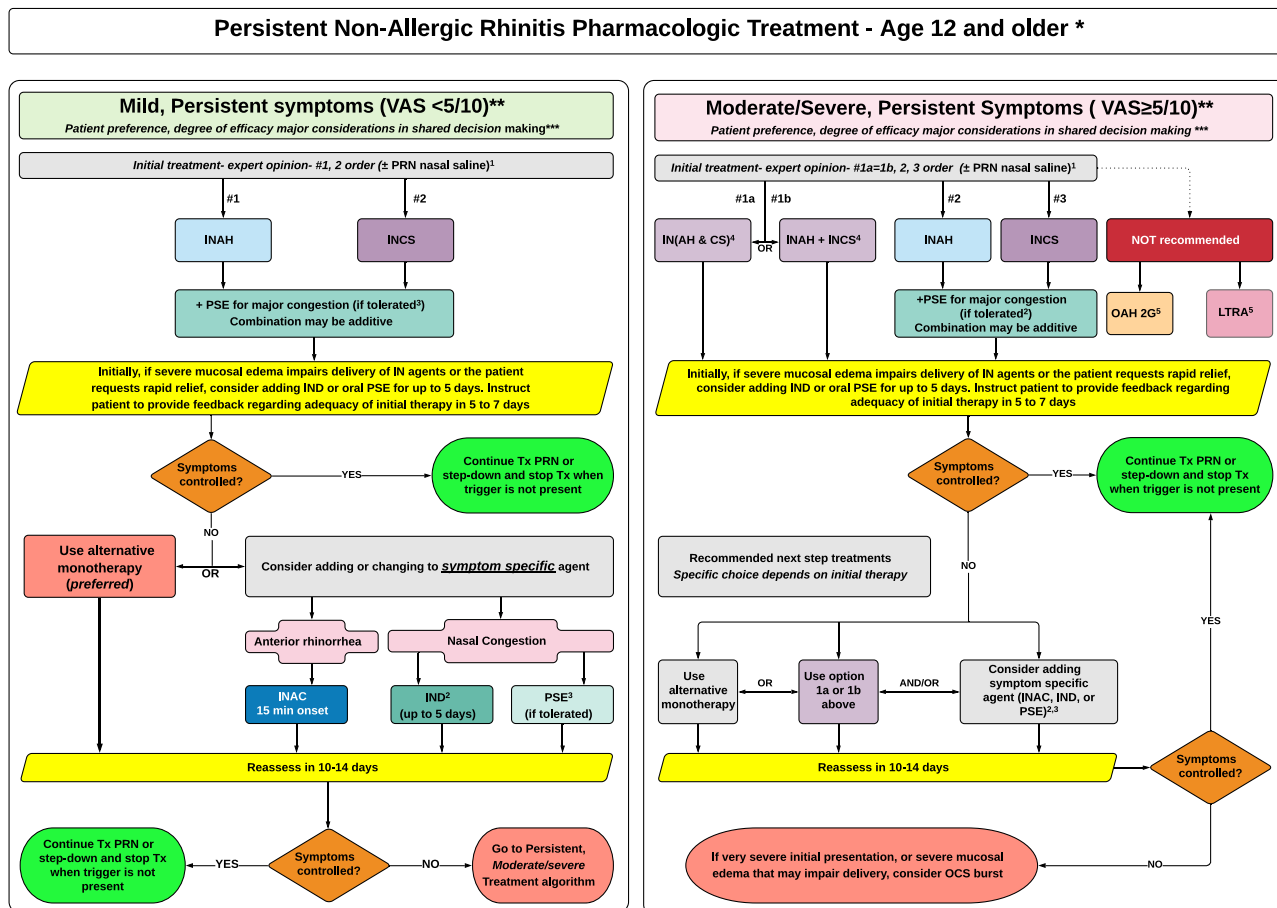 Persistent Non-Allergic Rhinitis Pharmacologic Treatment - Age 12 and older *
Mild, Persistent symptoms (VAS <5/10)**
Patient preference, degree of efficacy major considerations in shared decision making***
Initial treatment- expert opinion- #1, 2 order (± PRN nasal saline)¹
#1
#2
INAH
INCS
+ PSE for major congestion (if tolerated³)
Combination may be additive
Initially, if severe mucosal edema impairs delivery of IN agents or the patient
requests rapid relief, consider adding IND or oral PSE for up to 5 days. Instruct
patient to provide feedback regarding adequacy of initial therapy in 5 to 7 days
Symptoms
controlled?
YES
Continue Tx PRN or
step-down and stop Tx when
trigger is not present
NO
Use alternative
monotherapy
(preferred)
OR
Consider adding or changing to symptom specific agent
Anterior rhinorrhea
Nasal Congestion
INAC
15 min onset
IND²
(up to 5 days)
PSE³
(if tolerated)
Reassess in 10-14 days
Continue Tx PRN or
step-down and stop Tx
when trigger is not
present
YES
Symptoms
controlled?
NO
Go to Persistent,
Moderate/severe
Treatment algorithm
Moderate/Severe, Persistent Symptoms ( VAS≥5/10)**
Patient preference, degree of efficacy major considerations in shared decision making ***
Initial treatment- expert opinion- #1a=1b, 2, 3 order (± PRN nasal saline)¹
#1a
#1b
#2
#3
IN(AH & CS)⁴
OR
INAH + INCS⁴
INAH
INCS
NOT recommended
+PSE for major congestion
(if tolerated²)
Combination may be additive
OAH 2G⁵
LTRA⁵
Initially, if severe mucosal edema impairs delivery of IN agents or the patient requests rapid relief,
consider adding IND or oral PSE for up to 5 days. Instruct patient to provide feedback regarding
adequacy of initial therapy in 5 to 7 days
Symptoms
controlled?
YES
Continue Tx PRN or
step-down and stop Tx
when trigger is not present
NO
Recommended next step treatments
Specific choice depends on initial therapy
YES
Use
alternative
monotherapy
OR
Use option
1a or 1b
above
AND/OR
Consider adding
symptom specific
agent (INAC, IND, or
PSE)²,³
Reassess in 10-14 days
Symptoms
controlled?
NO
If very severe initial presentation, or severe mucosal
edema that may impair delivery, consider OCS burst